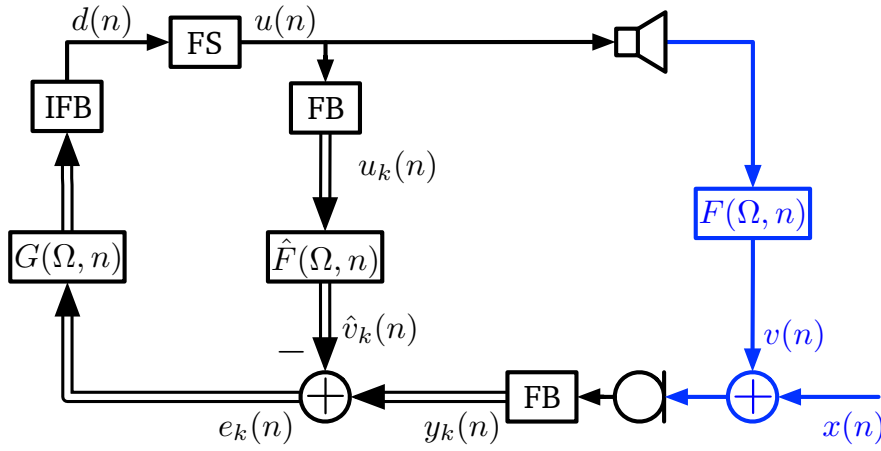 d(n)
FS
u(n)
IFB
FB
u_k(n)
G(Ω, n)
F̂(Ω, n)
F(Ω, n)
v̂_k(n)
v(n)
−
FB
e_k(n)
y_k(n)
x(n)